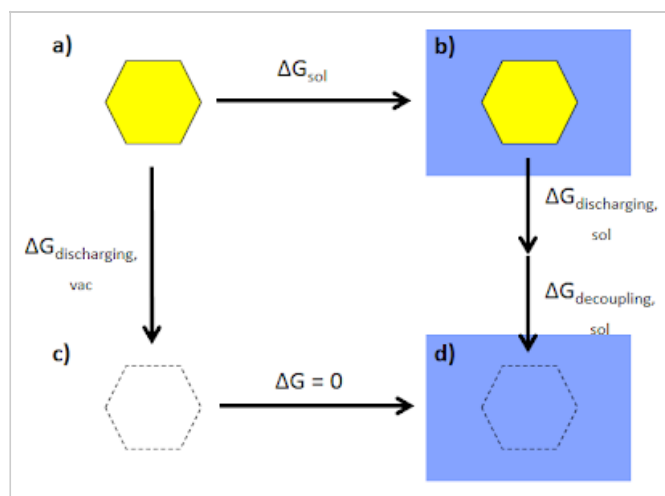 a)
ΔGsol
b)
ΔGdischarging,
vac
ΔGdischarging,
sol
ΔGdecoupling,
sol
c)
ΔG = 0
d)